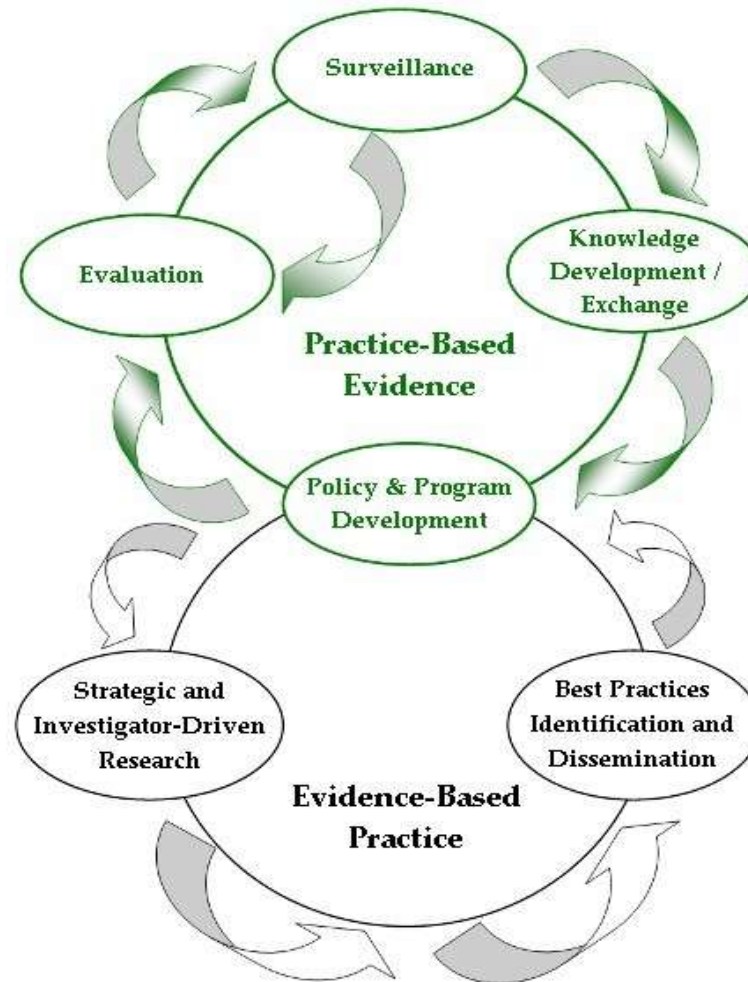 Surveillance
Evaluation
Knowledge
Development /
Exchange
Practice-Based
Evidence
Policy & Program
Development
Strategic and
Investigator-Driven
Research
Best Practices
Identification and
Dissemination
Evidence-Based
Practice